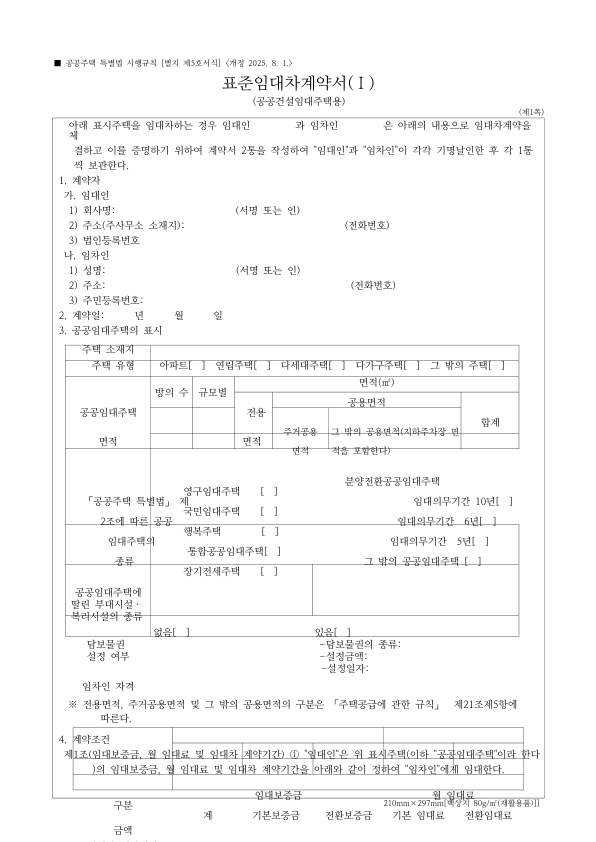 ■ 공공주택 특별법 시행규칙 [별지 제5호서식] 〈개정 2025. 8. 1.〉
표준임대차계약서(Ⅰ)
(공공건설임대주택용)
(제1쪽)
아래 표시주택을 임대차하는 경우 임대인 과 임차인 은 아래의 내용으로 임대차계약을
체
결하고 이를 증명하기 위하여 계약서 2통을 작성하여 "임대인"과 "임차인"이 각각 기명날인한 후 각 1통
씩 보관한다.
1. 계약자
가. 임대인
1) 회사명: (서명 또는 인)
2) 주소(주사무소 소재지): (전화번호)
3) 법인등록번호
나. 임차인
1) 성명: (서명 또는 인)
2) 주소: (전화번호)
3) 주민등록번호:
2. 계약일: 년 월 일
3. 공공임대주택의 표시
주택 소재지
주택 유형 아파트[ ] 연립주택[ ] 다세대주택[ ] 다가구주택[ ] 그 밖의 주택[ ]
면적(㎡)
방의 수 규모별
공용면적
공공임대주택 전용 합계
주거공용 그 밖의 공용면적(지하주차장 면
면적 면적
면적 적을 포함한다)
분양전환공공임대주택
영구임대주택 [ ]
「공공주택 특별법」 제 임대의무기간 10년[ ]
국민임대주택 [ ]
2조에 따른 공공 임대의무기간 6년[ ]
행복주택 [ ]
임대주택의 임대의무기간 5년[ ]
통합공공임대주택[ ]
종류 그 밖의 공공임대주택 [ ]
장기전세주택 [ ]
공공임대주택에
딸린 부대시설ㆍ
복리시설의 종류
없음[ ] 있음[ ]
담보물권 -담보물권의 종류:
설정 여부 -설정금액:
-설정일자:
임차인 자격
※ 전용면적, 주거공용면적 및 그 밖의 공용면적의 구분은 「주택공급에 관한 규칙」 제21조제5항에
따른다.
4. 계약조건
제1조(임대보증금, 월 임대료 및 임대차 계약기간) ① "임대인"은 위 표시주택(이하 "공공임대주택"이라 한다
)의 임대보증금, 월 임대료 및 임대차 계약기간을 아래와 같이 정하여 "임차인"에게 임대한다.
임대보증금 월 임대료
210mm×297mm[백상지 80g/㎡(재활용품)]
구분
계 기본보증금 전환보증금 기본 임대료 전환임대료
금액